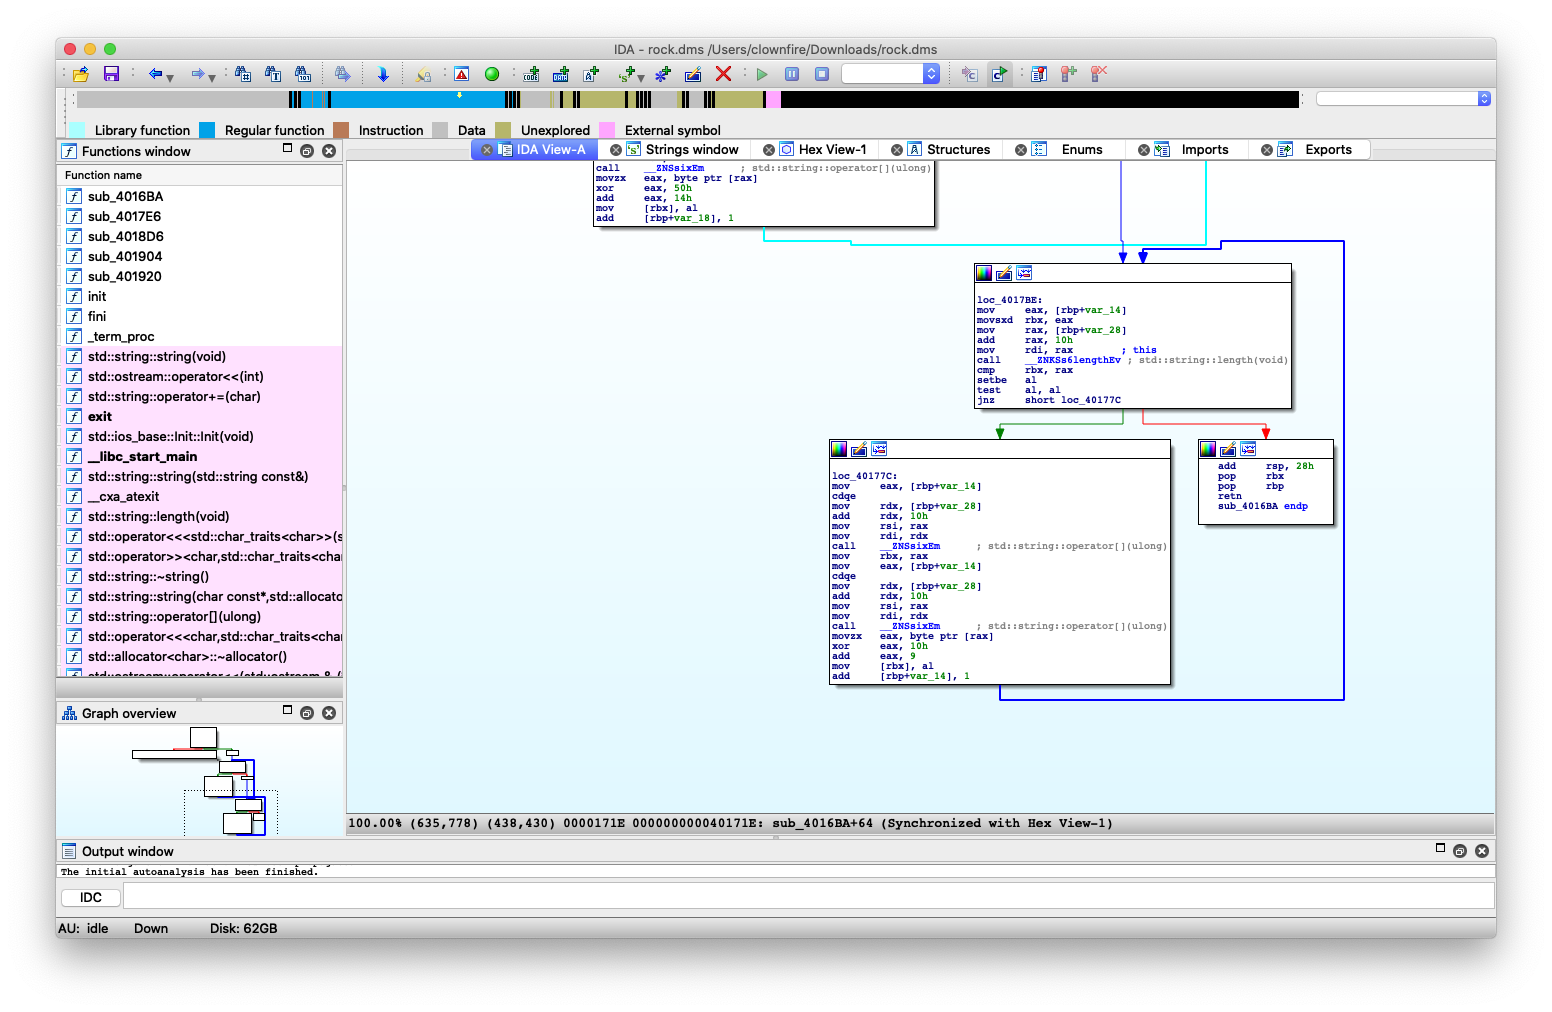 IDA - rock.dms /Users/clownfire/Downloads/rock.dms
Library function Regular function Instruction Data Unexplored External symbol
Functions window
IDA View-A Strings window Hex View-1 Structures Enums Imports Exports
Function name
sub_4016BA
sub_4017E6
sub_4018D6
sub_401904
sub_401920
init
fini
_term_proc
std::string::string(void)
std::ostream::operator<<(int)
std::string::operator+=(char)
exit
std::ios_base::Init::Init(void)
__libc_start_main
std::string::string(std::string const&)
__cxa_atexit
std::string::length(void)
std::operator<<<std::char_traits<char>>(s
std::operator>><char,std::char_traits<cha
std::string::~string()
std::string::string(char const*,std::allocato
std::string::operator[](ulong)
std::operator<<<char,std::char_traits<char
std::allocator<char>::~allocator()
call __ZNSsixEm ; std::string::operator[](ulong)
movzx eax, byte ptr [rax]
xor eax, 50h
add eax, 14h
mov [rbx], al
add [rbp+var_18], 1
loc_4017BE:
mov eax, [rbp+var_14]
movsxd rbx, eax
mov rax, [rbp+var_28]
add rax, 10h
mov rdi, rax ; this
call __ZNKSs6lengthEv ; std::string::length(void)
cmp rbx, rax
setbe al
test al, al
jnz short loc_40177C
loc_40177C:
mov eax, [rbp+var_14]
cdqe
mov rdx, [rbp+var_28]
add rdx, 10h
mov rsi, rax
mov rdi, rdx
call __ZNSsixEm ; std::string::operator[](ulong)
mov rbx, rax
mov eax, [rbp+var_14]
cdqe
mov rdx, [rbp+var_28]
add rdx, 10h
mov rsi, rax
mov rdi, rdx
call __ZNSsixEm ; std::string::operator[](ulong)
movzx eax, byte ptr [rax]
xor eax, 10h
add eax, 9
mov [rbx], al
add [rbp+var_14], 1
add rsp, 28h
pop rbx
pop rbp
retn
sub_4016BA endp
Graph overview
100.00% (635,778) (438,430) 0000171E 000000000040171E: sub_4016BA+64 (Synchronized with Hex View-1)
Output window
The initial autoanalysis has been finished.
IDC
AU: idle Down Disk: 62GB